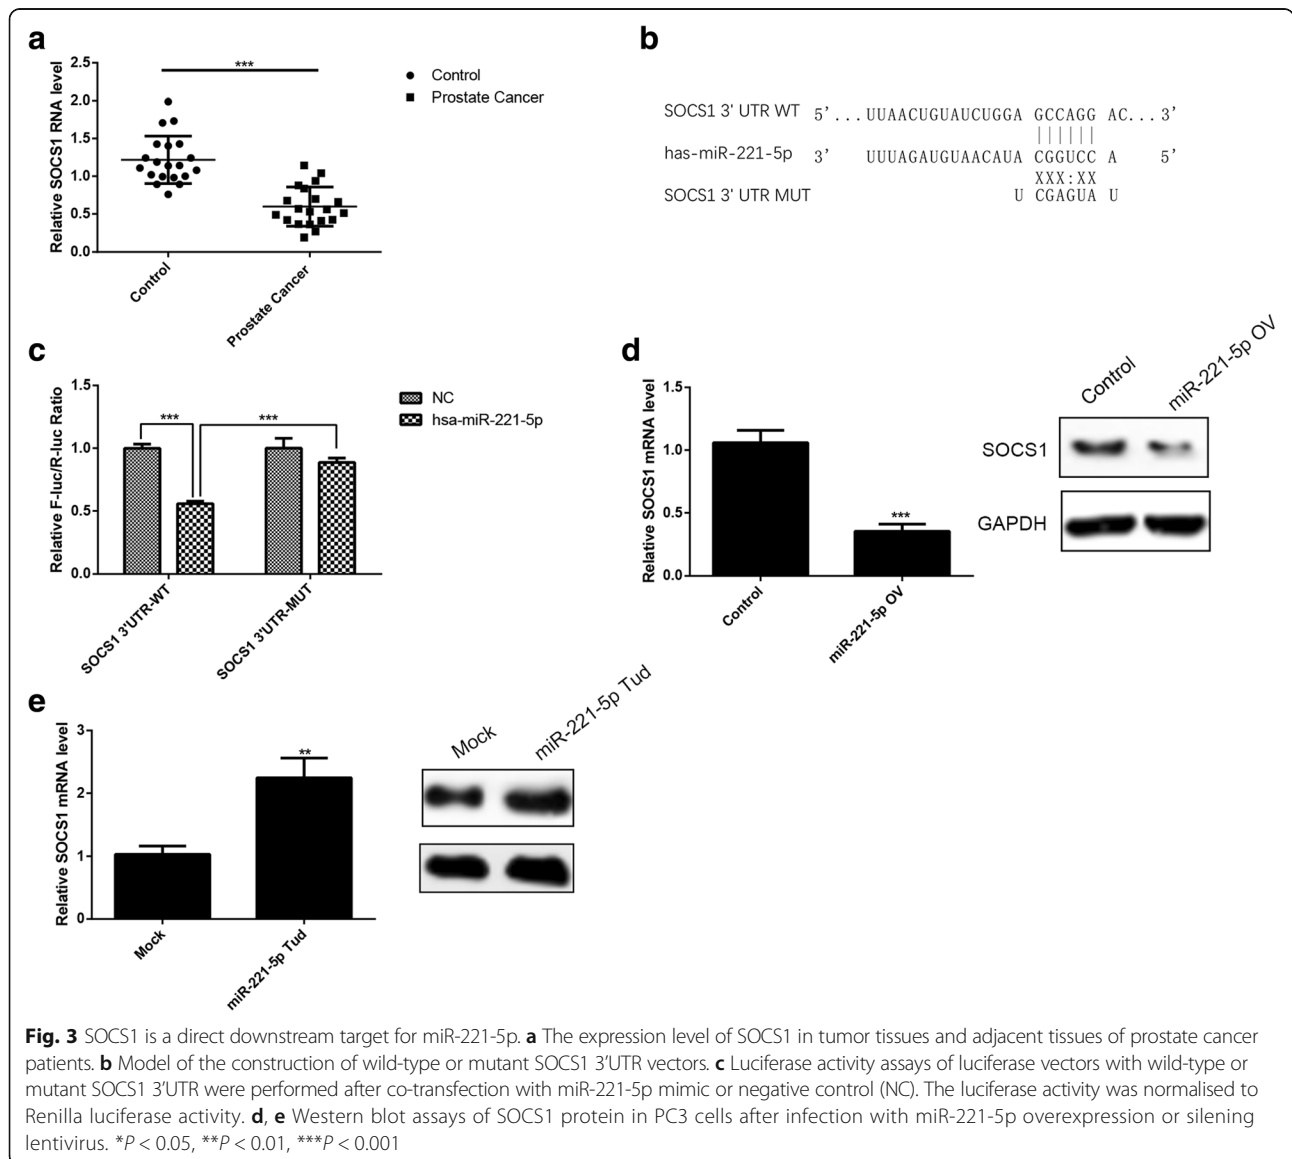 a
Relative SOCS1 RNA level
2.5
2.0
1.5
1.0
0.5
0.0
***
Control
Prostate Cancer
Control
Prostate Cancer
b
SOCS1 3' UTR WT 5'...UUAACUGUAUCUGGA GCCAGG AC...3'
||||||
has-miR-221-5p 3' UUUAGAUGUAACAUA CGGUCC A 5'
XXX:XX
SOCS1 3' UTR MUT U CGAGUA U
c
Relative F-luc/R-luc Ratio
1.5
1.0
0.5
0.0
***
***
NC
hsa-miR-221-5p
SOCS1 3'UTR-WT
SOCS1 3'UTR-MUT
d
Relative SOCS1 mRNA level
1.5
1.0
0.5
0.0
***
Control
miR-221-5p OV
Control
miR-221-5p OV
SOCS1
GAPDH
e
Relative SOCS1 mRNA level
3
2
1
0
**
Mock
miR-221-5p Tud
Mock
miR-221-5p Tud
Fig. 3 SOCS1 is a direct downstream target for miR-221-5p. a The expression level of SOCS1 in tumor tissues and adjacent tissues of prostate cancer
patients. b Model of the construction of wild-type or mutant SOCS1 3'UTR vectors. c Luciferase activity assays of luciferase vectors with wild-type or
mutant SOCS1 3'UTR were performed after co-transfection with miR-221-5p mimic or negative control (NC). The luciferase activity was normalised to
Renilla luciferase activity. d, e Western blot assays of SOCS1 protein in PC3 cells after infection with miR-221-5p overexpression or silening
lentivirus. *P < 0.05, **P < 0.01, ***P < 0.001